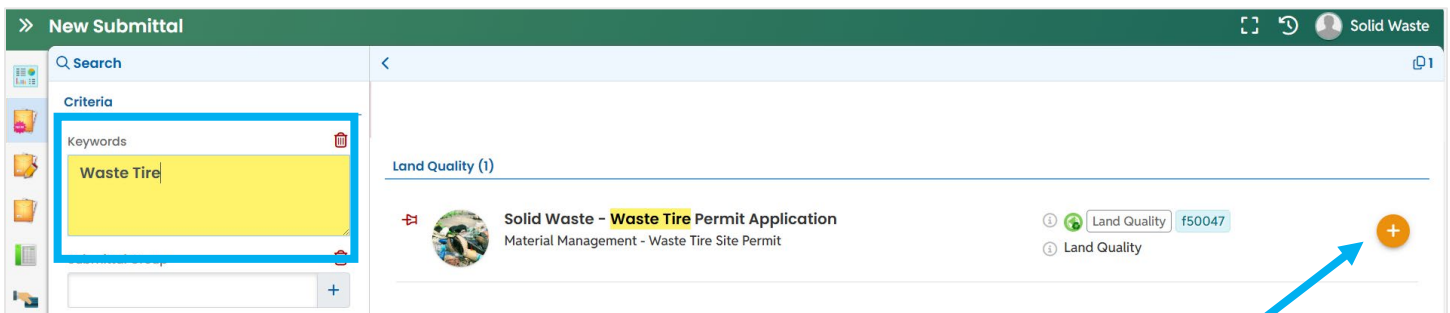 New Submittal
Solid Waste
Search
1
Criteria
Keywords
Waste Tire
Land Quality (1)
Solid Waste - Waste Tire Permit Application
Material Management - Waste Tire Site Permit
Land Quality f50047
Land Quality